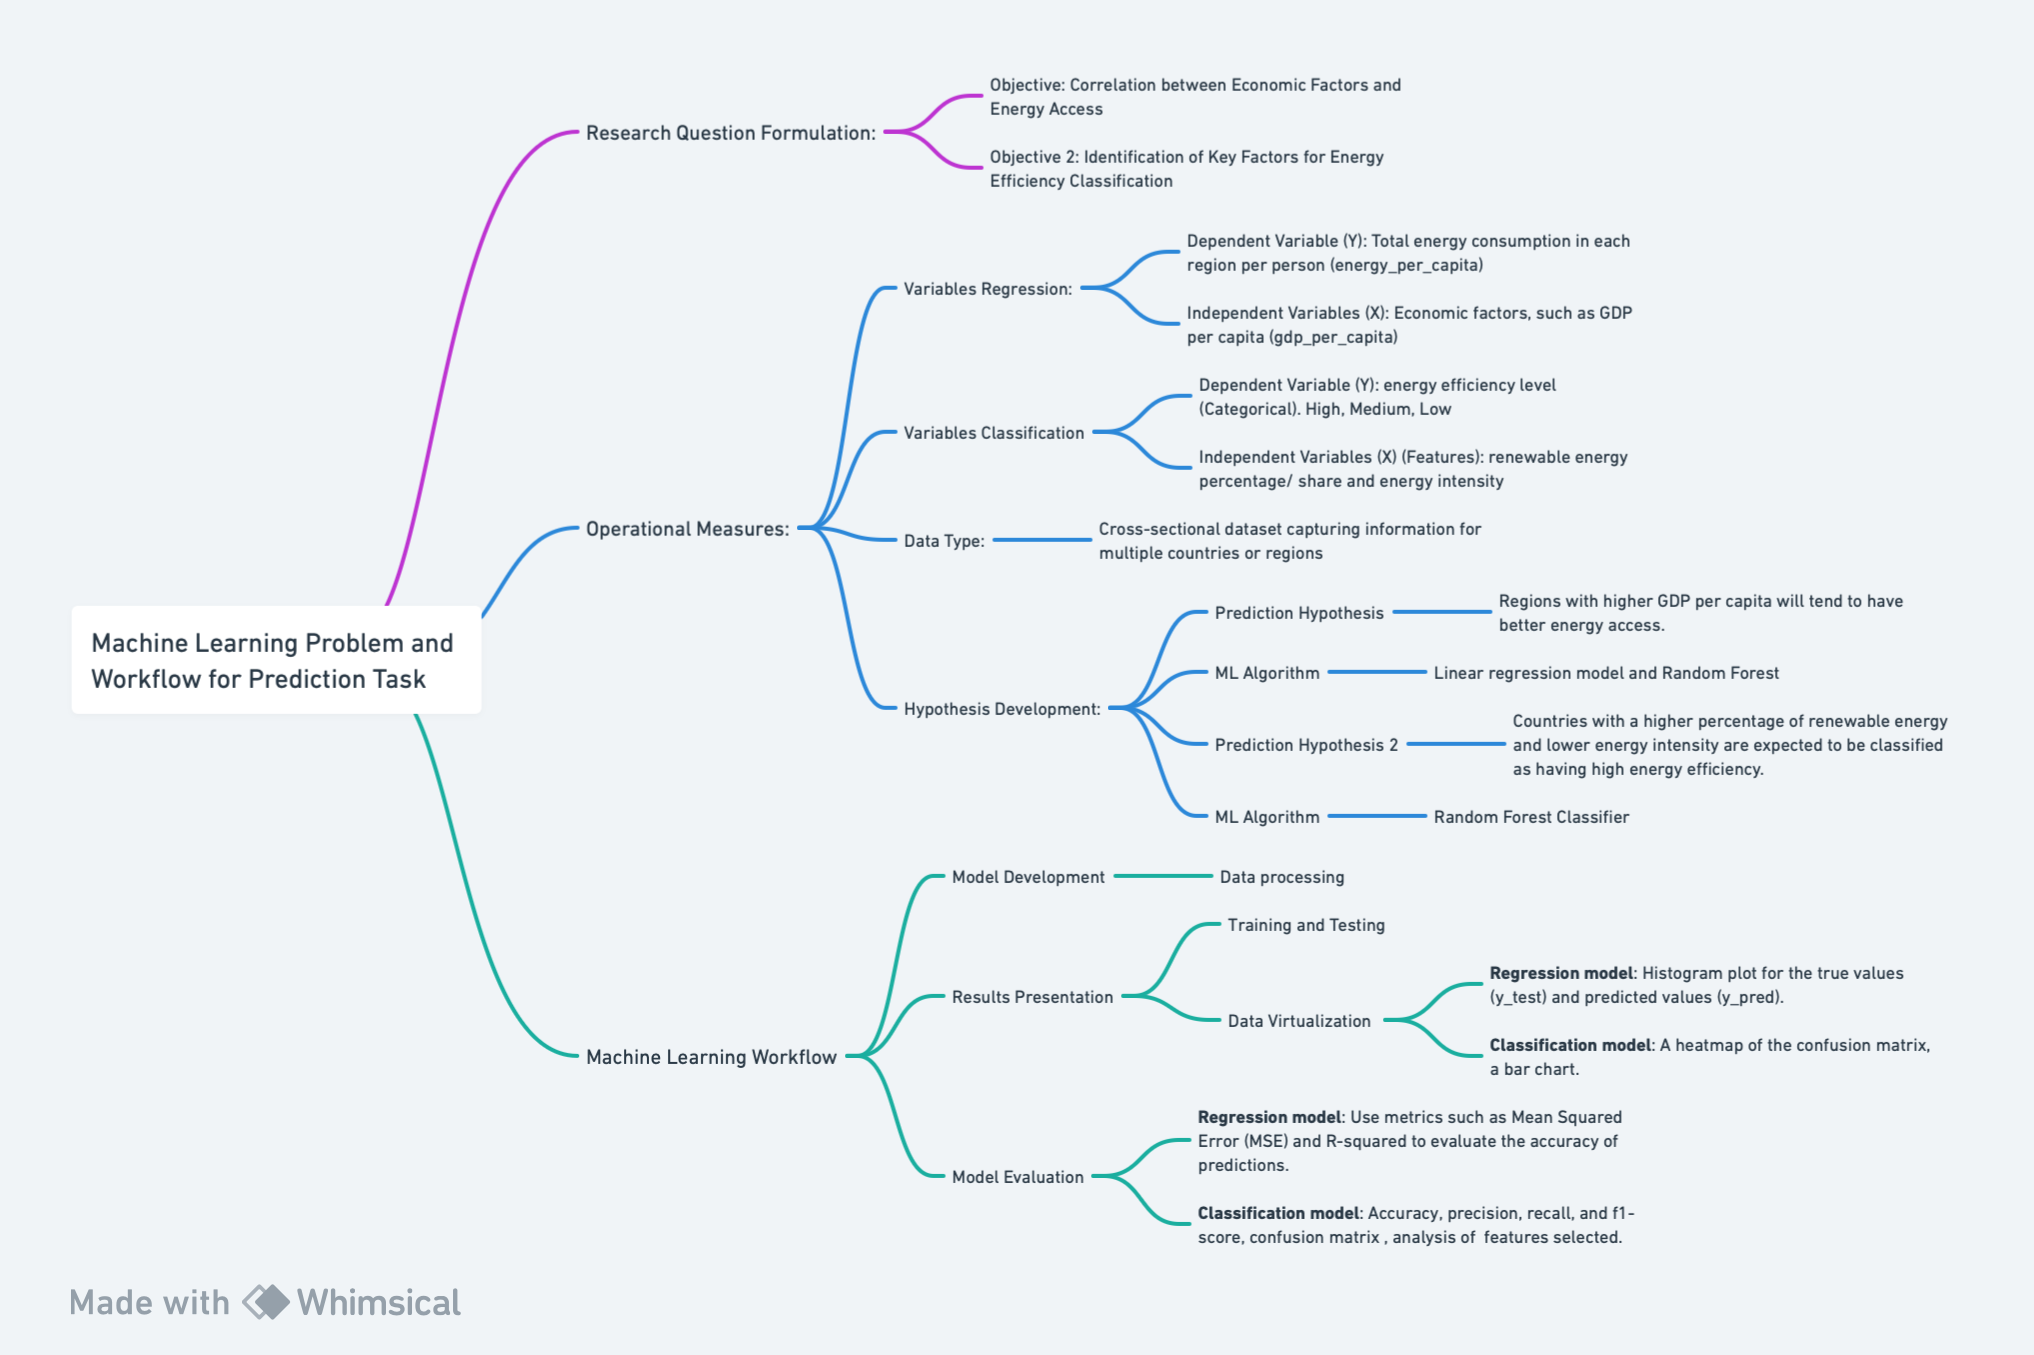 Objective: Correlation between Economic Factors and
Energy Access
Research Question Formulation:
Objective 2: Identification of Key Factors for Energy
Efficiency Classification
Dependent Variable (Y): Total energy consumption in each
region per person (energy_per_capita)
Variables Regression:
Independent Variables (X): Economic factors, such as GDP
per capita (gdp_per_capita)
Dependent Variable (Y): energy efficiency level
(Categorical). High, Medium, Low
Variables Classification
Independent Variables (X) (Features): renewable energy
percentage/ share and energy intensity
Operational Measures:
Data Type:
Cross-sectional dataset capturing information for
multiple countries or regions
Prediction Hypothesis
Regions with higher GDP per capita will tend to have
better energy access.
Machine Learning Problem and
Workflow for Prediction Task
ML Algorithm
Linear regression model and Random Forest
Hypothesis Development:
Prediction Hypothesis 2
Countries with a higher percentage of renewable energy
and lower energy intensity are expected to be classified
as having high energy efficiency.
ML Algorithm
Random Forest Classifier
Model Development
Data processing
Training and Testing
Results Presentation
Regression model: Histogram plot for the true values
(y_test) and predicted values (y_pred).
Data Virtualization
Classification model: A heatmap of the confusion matrix,
a bar chart.
Machine Learning Workflow
Regression model: Use metrics such as Mean Squared
Error (MSE) and R-squared to evaluate the accuracy of
predictions.
Model Evaluation
Classification model: Accuracy, precision, recall, and f1-
score, confusion matrix , analysis of  features selected.
Made with Whimsical